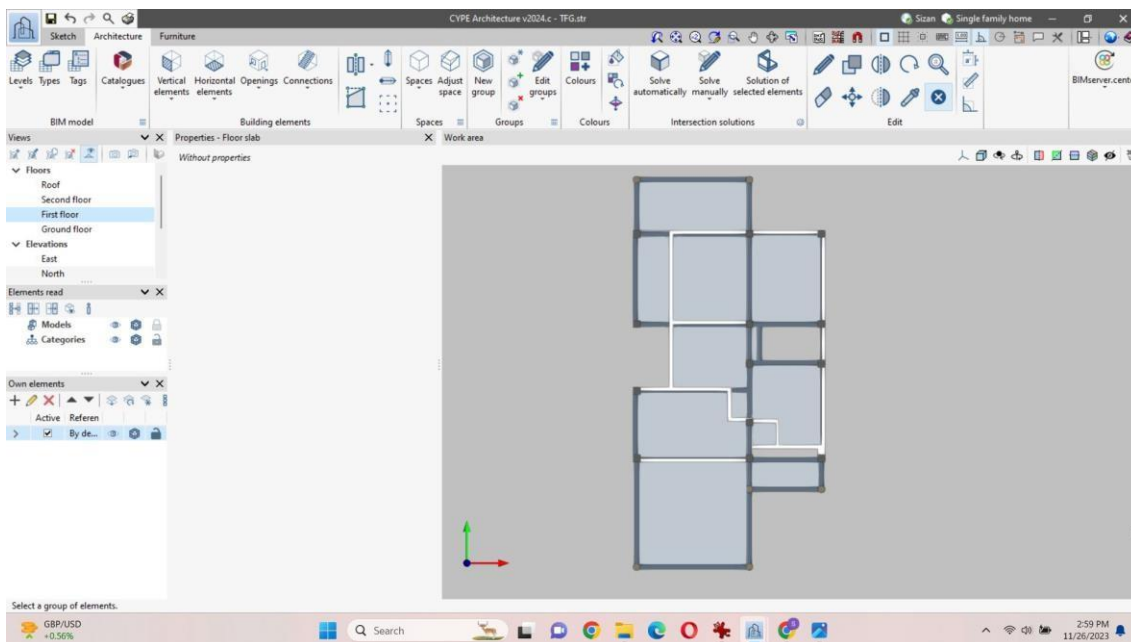 CYPE Architecture v2024.c - TFG.str
Sizan
Single family home
Sketch
Architecture
Furniture
Levels
Types
Tags
Catalogues
Vertical elements
Horizontal elements
Openings
Connections
Spaces
Adjust space
New group
Edit groups
Colours
Solve automatically
Solve manually
Solution of selected elements
BIMserver.cente
BIM model
Building elements
Spaces
Groups
Colours
Intersection solutions
Edit
Views
Properties - Floor slab
Work area
Without properties
Floors
Roof
Second floor
First floor
Ground floor
Elevations
East
North
Elements read
Models
Categories
Own elements
Active
Referen
By de...
Select a group of elements.
GBP/USD
+0.56%
Search
2:59 PM
11/26/2023